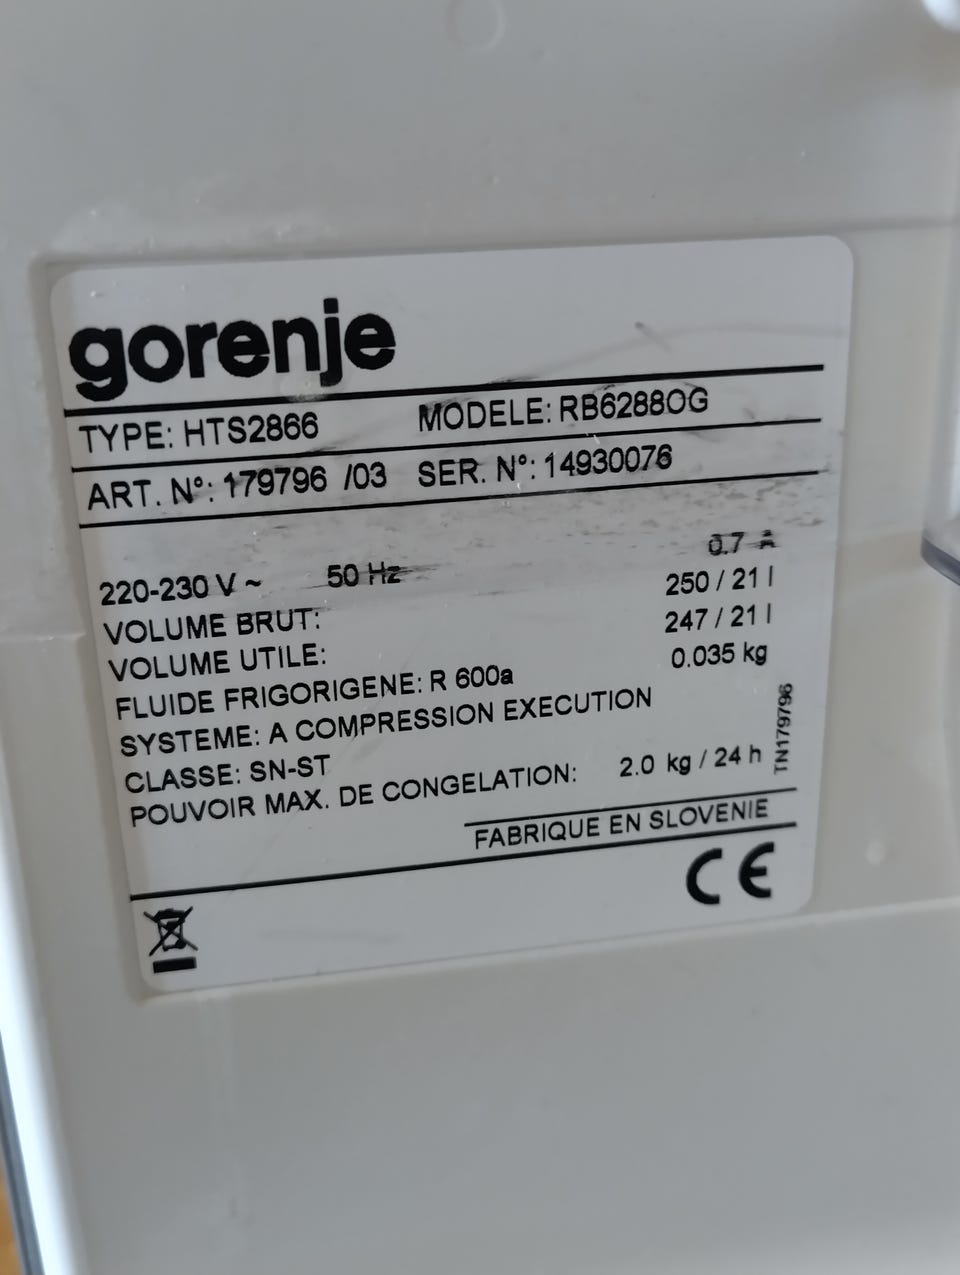 gorenje
TYPE: HTS2866 MODELE: RB6288OG
ART. Nº: 179796 /03 SER. Nº: 14930076
220-230 V ~ 50 Hz 0.7 A
VOLUME BRUT: 250 / 21 l
VOLUME UTILE: 247 / 21 l
FLUIDE FRIGORIGENE: R 600a 0.035 kg
SYSTEME: A COMPRESSION EXECUTION
CLASSE: SN-ST
POUVOIR MAX. DE CONGELATION: 2.0 kg / 24 h
TN179796
FABRIQUE EN SLOVENIE
CE